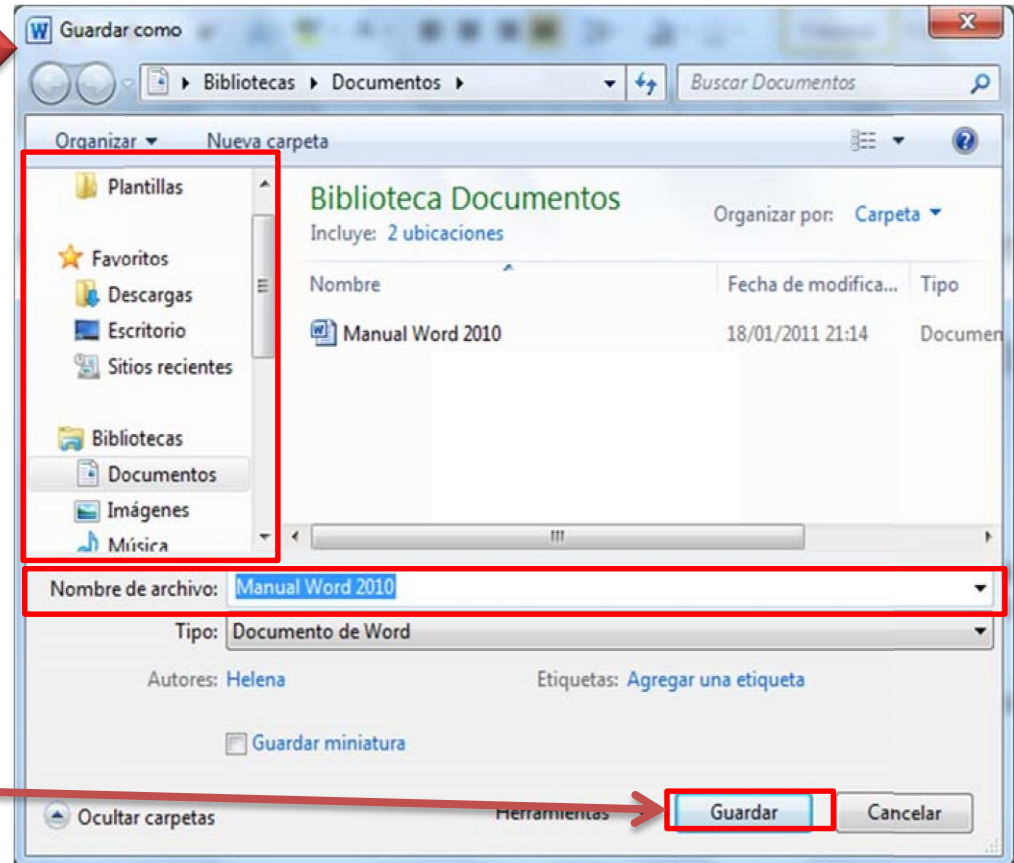 Guardar como
Bibliotecas Documentos
Buscar Documentos
Organizar
Nueva carpeta
Plantillas
Favoritos
Descargas
Escritorio
Sitios recientes
Bibliotecas
Documentos
Imágenes
Música
Biblioteca Documentos
Incluye: 2 ubicaciones
Organizar por: Carpeta
Nombre
Fecha de modifica...
Tipo
Manual Word 2010
18/01/2011 21:14
Documen
Nombre de archivo: Manual Word 2010
Tipo: Documento de Word
Autores: Helena
Etiquetas: Agregar una etiqueta
Guardar miniatura
Ocultar carpetas
Herramientas
Guardar
Cancelar